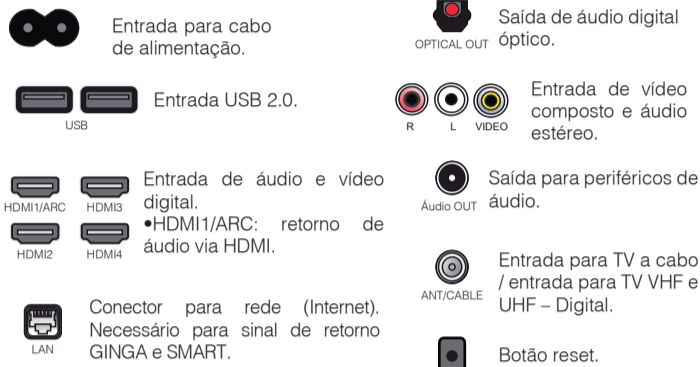 Entrada para cabo
de alimentação.
Entrada USB 2.0.
USB
Entrada de áudio e vídeo
digital.
•HDMI1/ARC: retorno de
áudio via HDMI.
HDMI1/ARC HDMI3
HDMI2 HDMI4
Conector para rede (Internet).
Necessário para sinal de retorno
GINGA e SMART.
LAN
Saída de áudio digital
óptico.
OPTICAL OUT
Entrada de vídeo
composto e áudio
estéreo.
R L VIDEO
Saída para periféricos de
áudio.
Áudio OUT
Entrada para TV a cabo
/ entrada para TV VHF e
UHF – Digital.
ANT/CABLE
Botão reset.